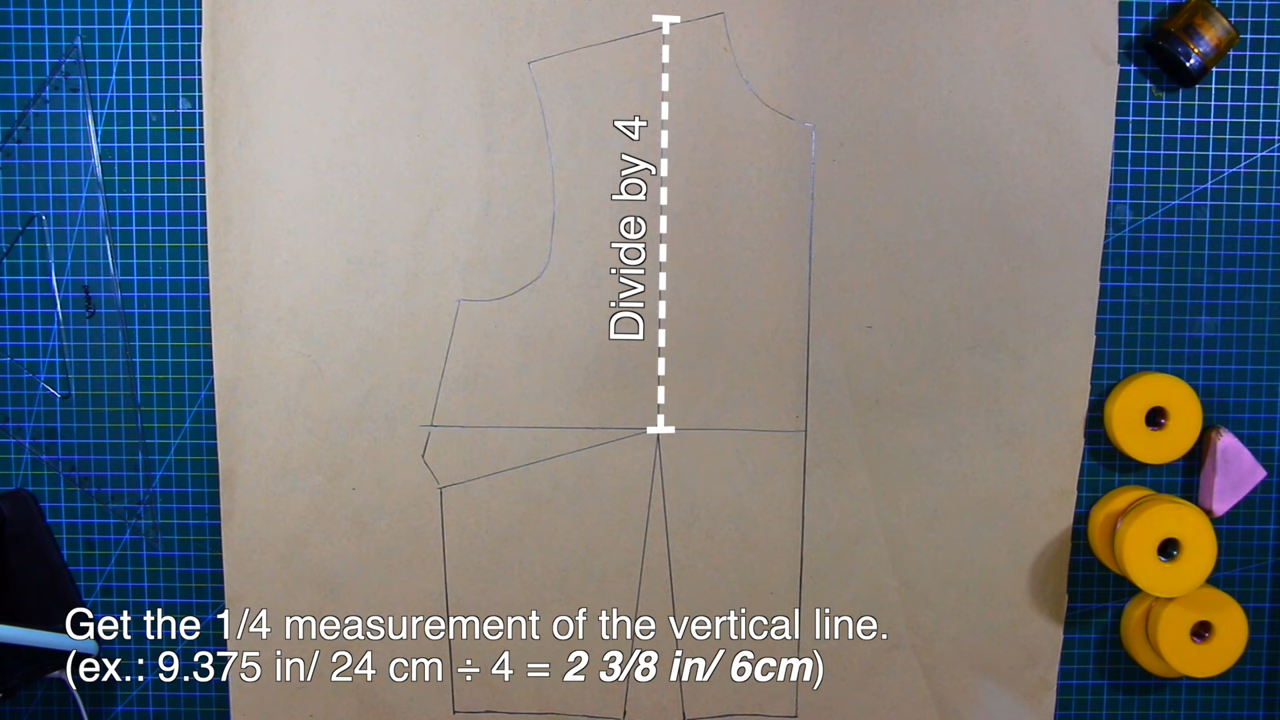 Divide by 4
Get the 1/4 measurement of the vertical line.
(ex.: 9.375 in/ 24 cm ÷ 4 = 2 3/8 in/ 6cm)